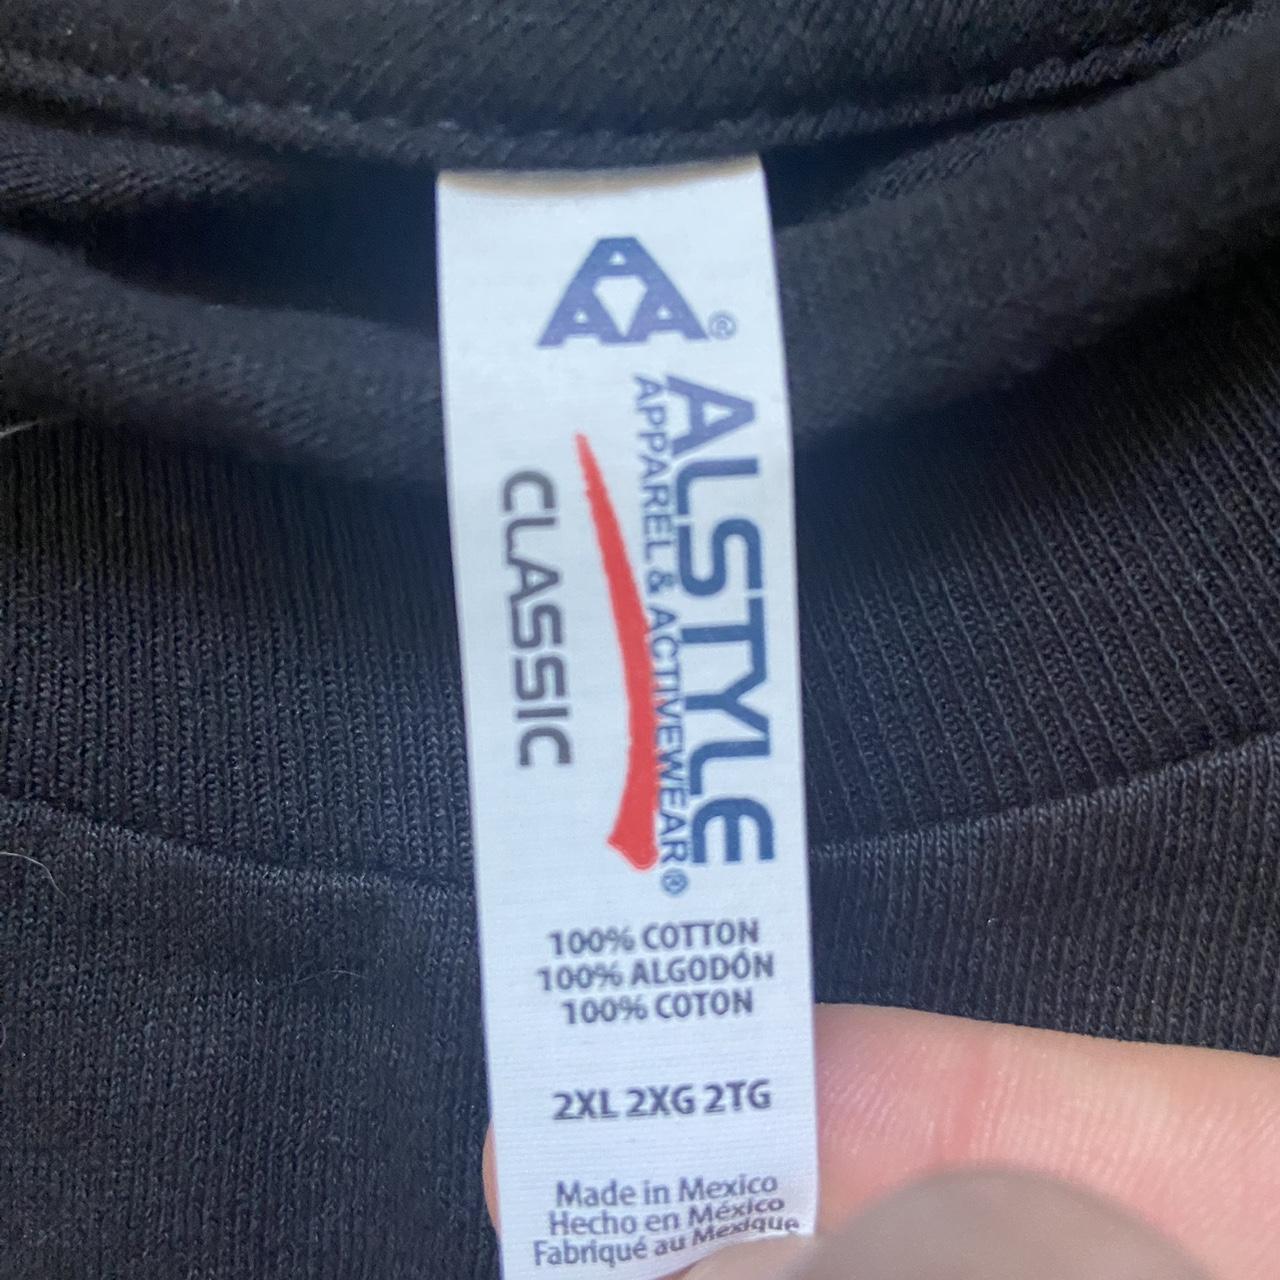 AAA®
ALSTYLE
APPAREL & ACTIVEWEAR®
CLASSIC
100% COTTON
100% ALGODÓN
100% COTON
2XL 2XG 2TG
Made in Mexico
Hecho en México
Fabriqué au Mexique